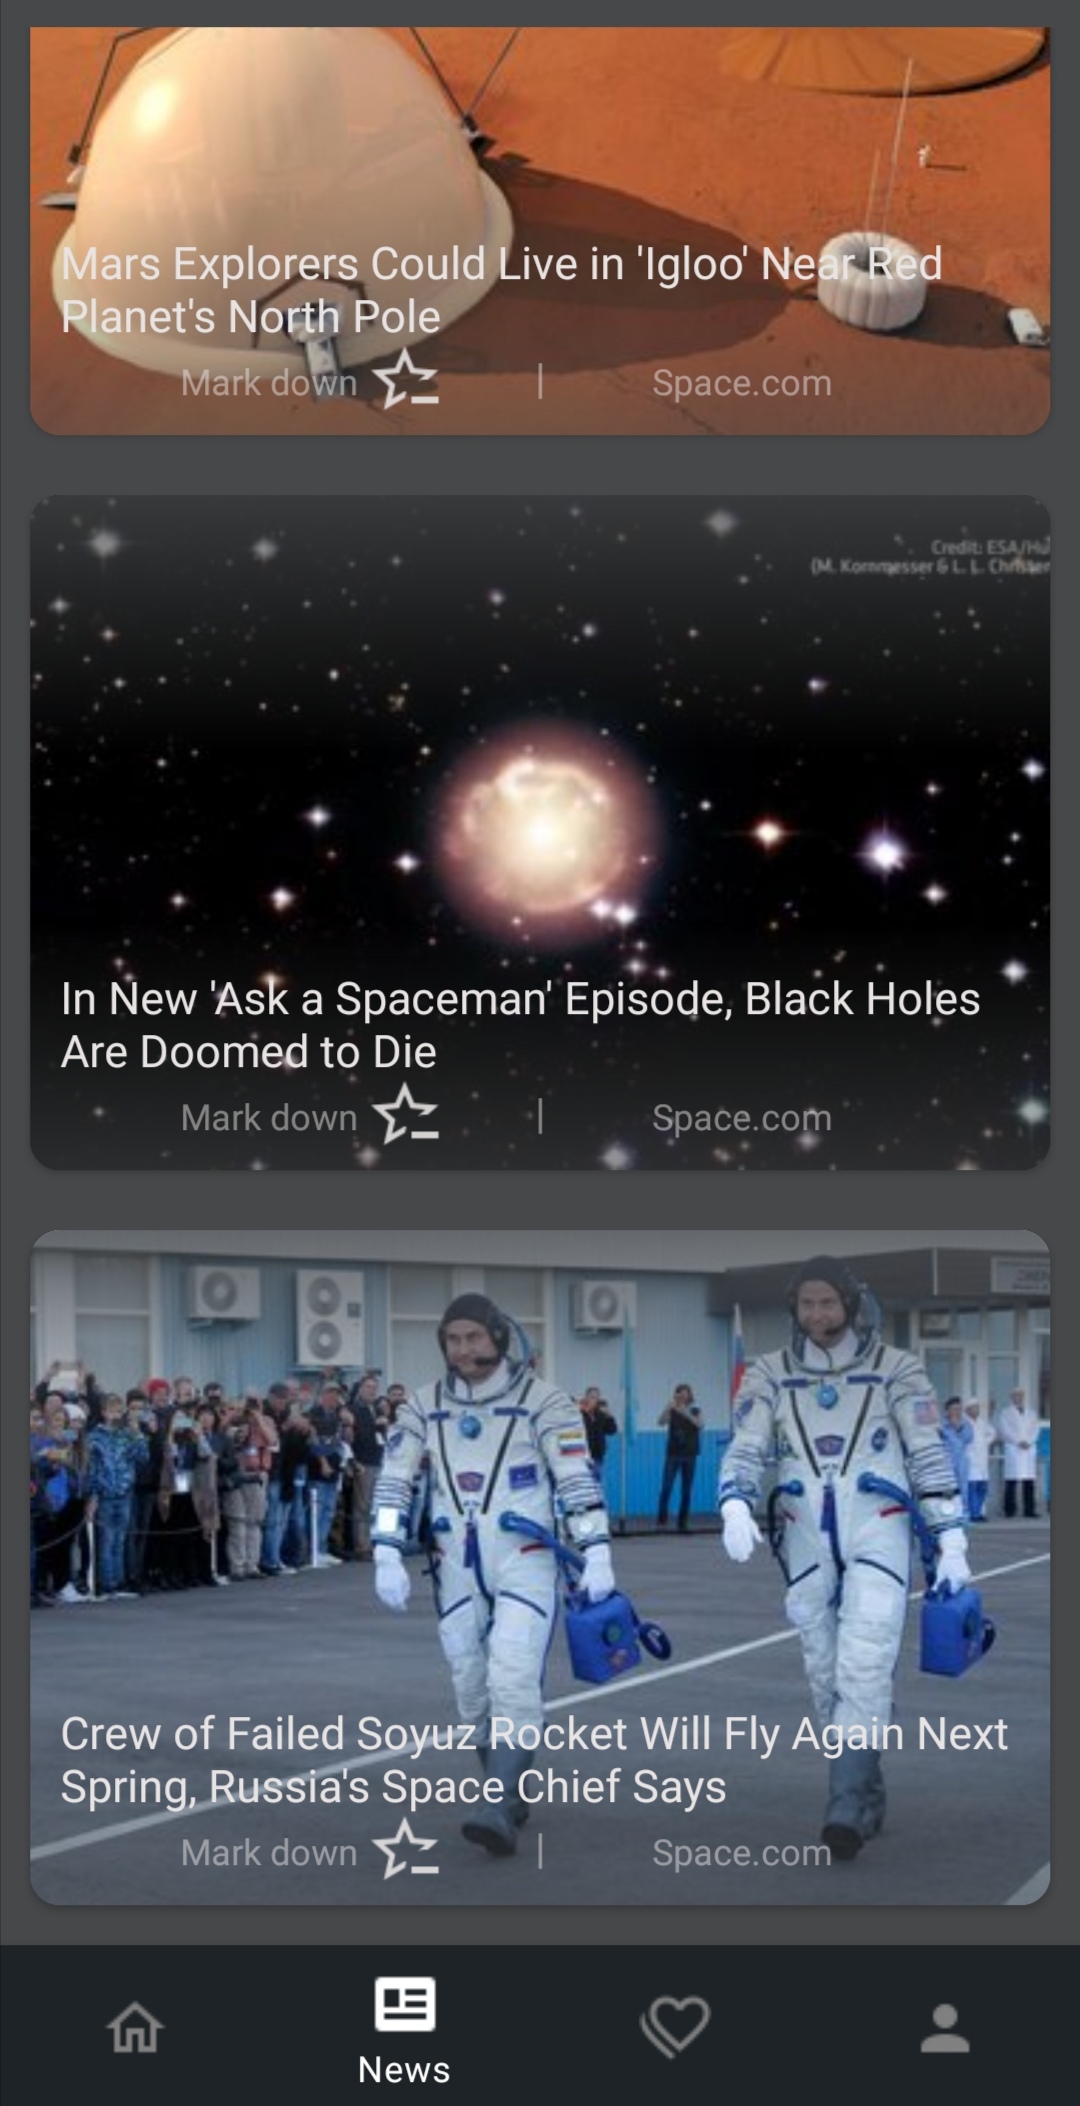 Mars Explorers Could Live in 'Igloo' Near Red
Planet's North Pole
Mark down | Space.com
Credit: ESA/Hu
(M. Kornmesser & L. L. Christen
In New 'Ask a Spaceman' Episode, Black Holes
Are Doomed to Die
Mark down | Space.com
Crew of Failed Soyuz Rocket Will Fly Again Next
Spring, Russia's Space Chief Says
Mark down | Space.com
News